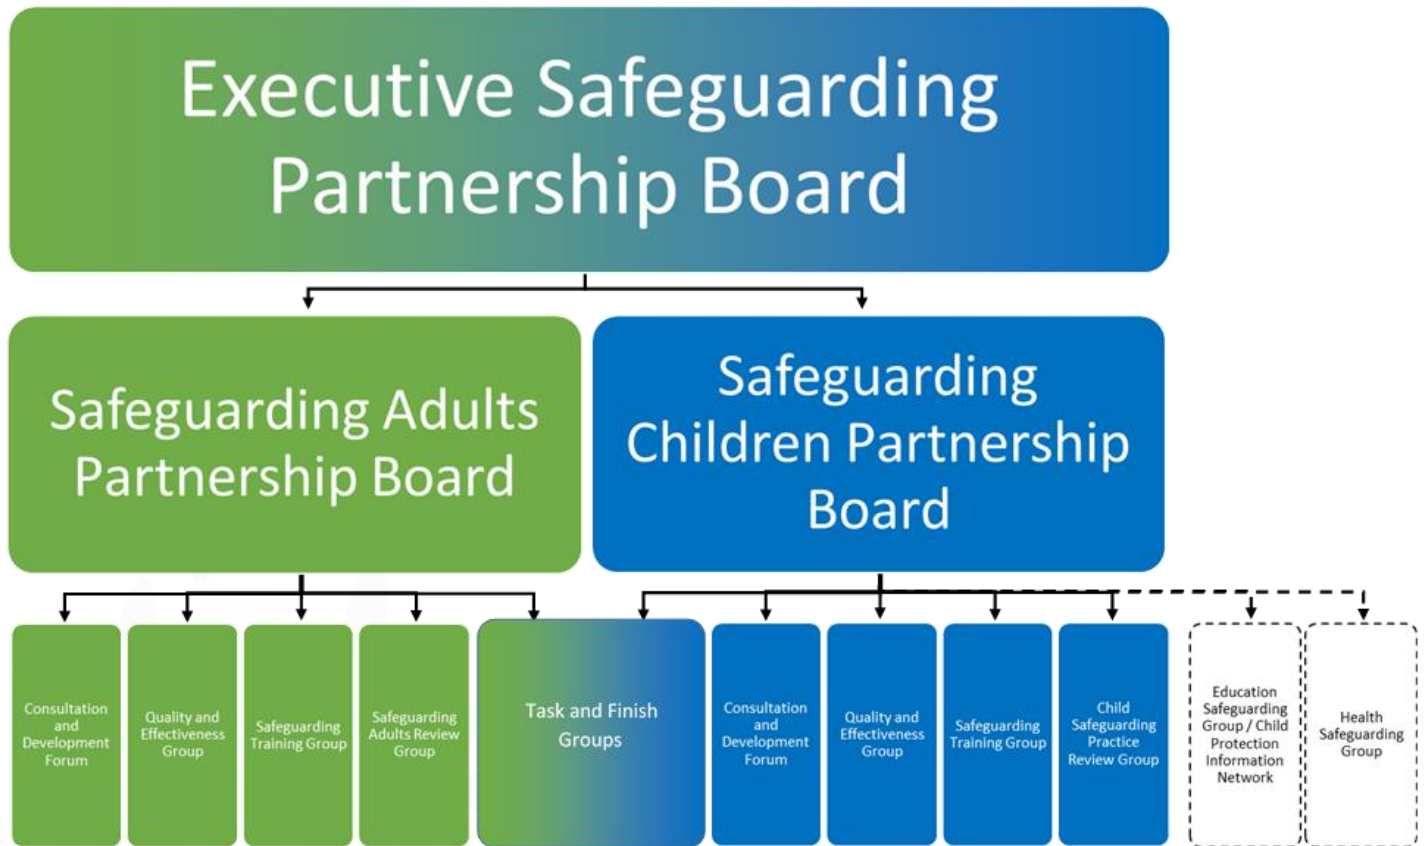 Executive Safeguarding
Partnership Board
Safeguarding Adults
Partnership Board
Safeguarding
Children Partnership
Board
Consultation
and
Development
Forum
Quality and
Effectiveness
Group
Safeguarding
Training Group
Safeguarding
Adults Review
Group
Task and Finish
Groups
Consultation
and
Development
Forum
Quality and
Effectiveness
Group
Safeguarding
Training Group
Child
Safeguarding
Practice
Review Group
Education
Safeguarding
Group / Child
Protection
Information
Network
Health
Safeguarding
Group